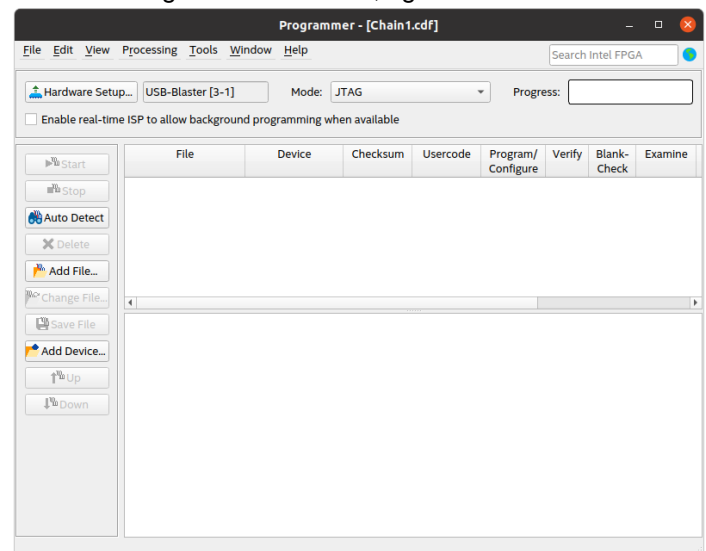 Programmer - [Chain1.cdf]
File Edit View Processing Tools Window Help
Search Intel FPGA
Hardware Setup... USB-Blaster [3-1] Mode: JTAG Progress:
Enable real-time ISP to allow background programming when available
Start
Stop
Auto Detect
Delete
Add File...
Change File...
Save File
Add Device...
Up
Down
File Device Checksum Usercode Program/ Configure Verify Blank- Check Examine